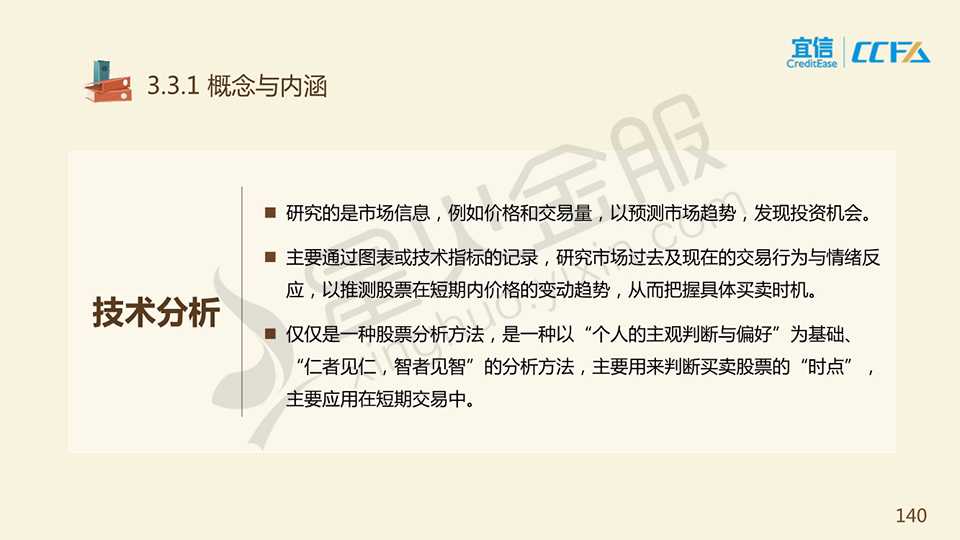 宜信
CreditEase
CCFA
3.3.1 概念与内涵
技术分析
研究的是市场信息，例如价格和交易量，以预测市场趋势，发现投资机会。
主要通过图表或技术指标的记录，研究市场过去及现在的交易行为与情绪反
应，以推测股票在短期内价格的变动趋势，从而把握具体买卖时机。
仅仅是一种股票分析方法，是一种以“个人的主观判断与偏好”为基础、
“仁者见仁，智者见智”的分析方法，主要用来判断买卖股票的“时点”，
主要应用在短期交易中。
星火金服
xinghuo.yixin.com
140